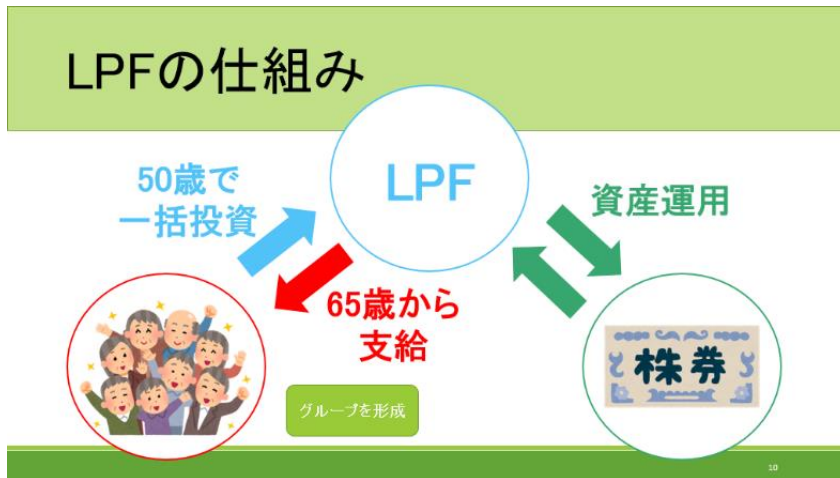 LPFの仕組み
LPF
50歳で
一括投資
資産運用
65歳から
支給
株券
グループを形成
10